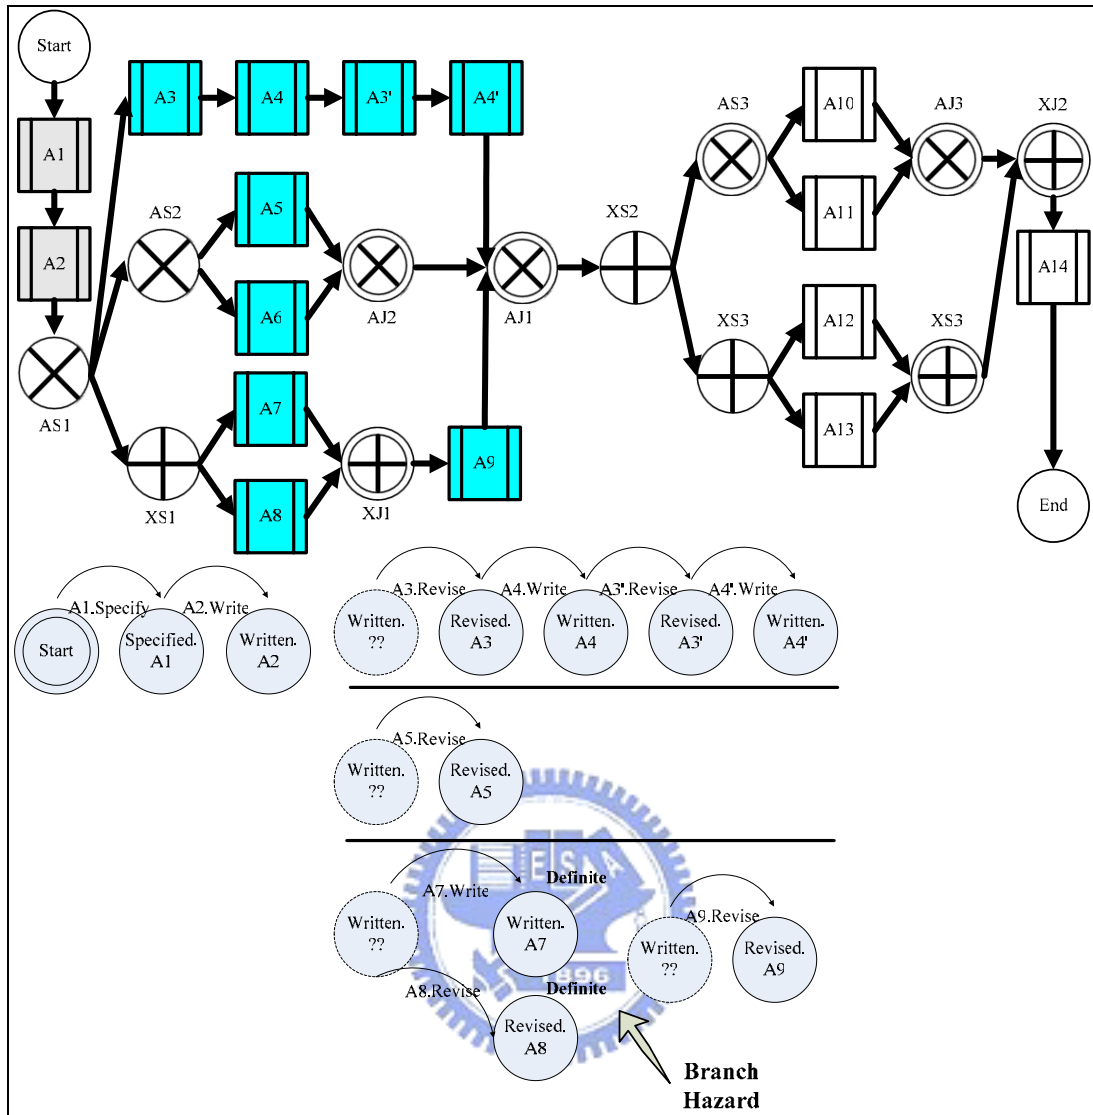 Start
A3
A4
A3'
A4'
AS3
A10
AJ3
XJ2
A1
AS2
A5
A11
XS2
A2
A6
AJ2
AJ1
A14
XS3
A12
XS3
AS1
A7
A13
A9
XS1
A8
XJ1
End
A1.Specify
A2.Write
A3.Revise
A4.Write
A3'.Revise
A4'.Write
Start
Specified.
A1
Written.
A2
Written.
??
Revised.
A3
Written.
A4
Revised.
A3'
Written.
A4'
A5.Revise
Written.
??
Revised.
A5
ESA
A7.Write
Definite
A9.Revise
Written.
??
Written.
A7
Written.
??
Revised.
A9
1896
A8.Revise
Definite
Revised.
A8
Branch
Hazard